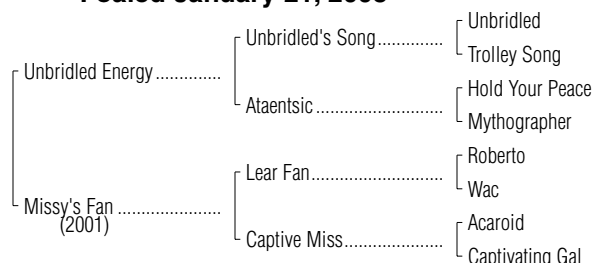 Foaled January 21,
Unbridled
Unbridled's Song..............
Trolley Song
Unbridled Energy..............
Hold Your Peace
Ataentsic...........................
Mythographer
Roberto
Lear Fan............................
Wac
Missy's Fan ......................
(2001)
Acaroid
Captive Miss.....................
Captivating Gal